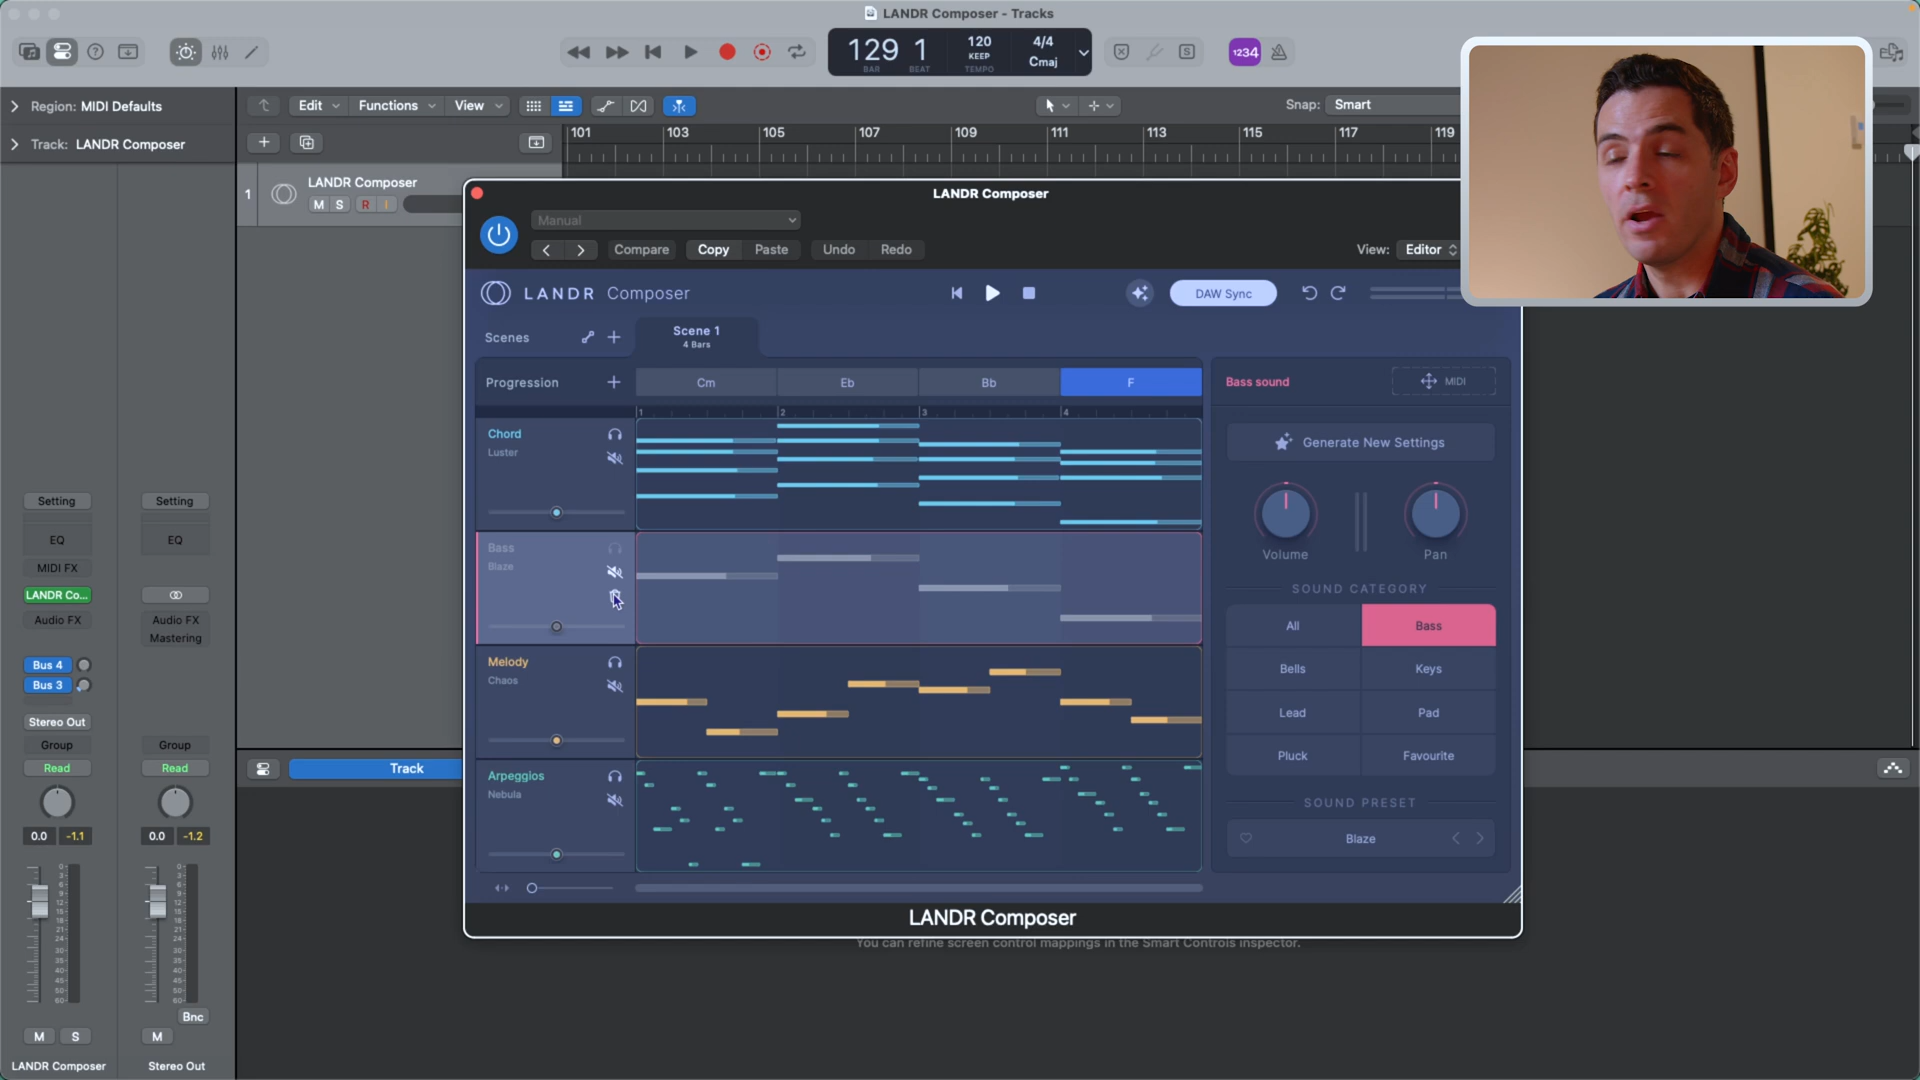 LANDR Composer - Tracks
1234
129 1
BAR BEAT
120
KEEP
TEMPO
4/4
Cmaj
Region: MIDI Defaults
Edit Functions View
Snap: Smart
Track: LANDR Composer
101 103 105 107 109 111 113 115 117 119
1
LANDR Composer
M S R I
LANDR Composer
Manual
Compare Copy Paste Undo Redo
View: Editor
LANDR Composer
DAW Sync
Scenes
Scene 1
4 Bars
Progression
Cm Eb Bb F
Bass sound
MIDI
1 2 3 4
Chord
Luster
Generate New Settings
Volume
Pan
Bass
Blaze
SOUND CATEGORY
All Bass
Bells Keys
Lead Pad
Pluck Favourite
Melody
Chaos
Arpeggios
Nebula
SOUND PRESET
Blaze
LANDR Composer
You can refine screen control mappings in the Smart Controls inspector.
Track
Setting Setting
EQ EQ
MIDI FX
LANDR Co...
Audio FX Audio FX
Mastering
Bus 4
Bus 3
Stereo Out
Group Group
Read Read
0.0 -1.1 0.0 -1.2
Bnc
M S M
LANDR Composer Stereo Out